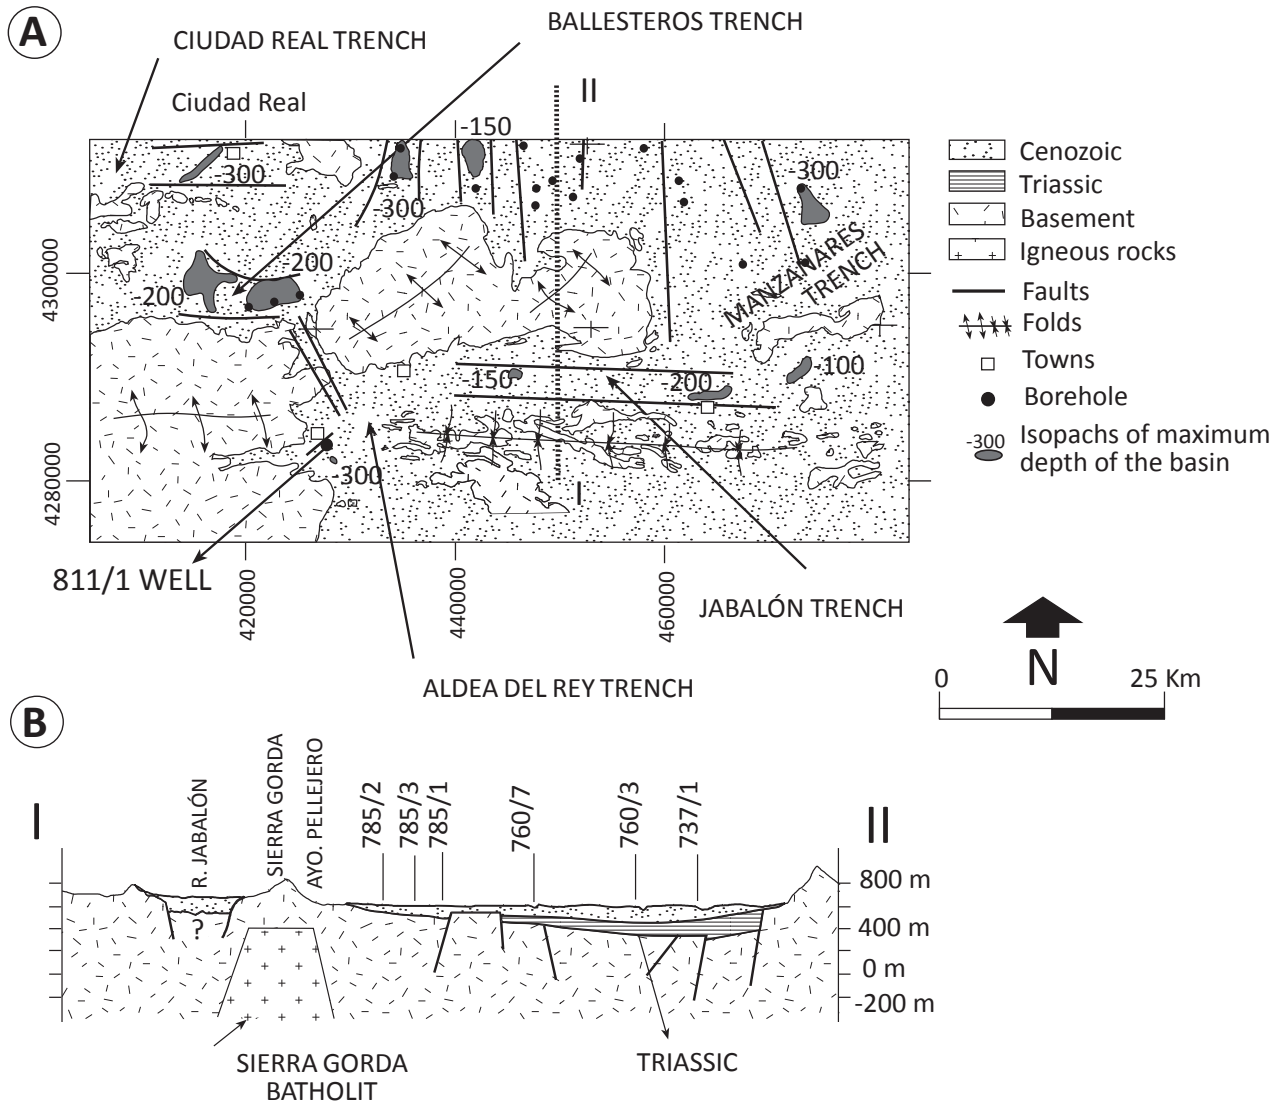 A
CIUDAD REAL TRENCH
BALLESTEROS TRENCH
Ciudad Real
II
-150
-300
-300
-300
-200
-200
MANZANARES
TRENCH
-150
200
-100
-300
I
4300000
4280000
420000
440000
460000
811/1 WELL
JABALÓN TRENCH
ALDEA DEL REY TRENCH
Cenozoic
Triassic
Basement
Igneous rocks
Faults
Folds
Towns
Borehole
-300
Isopachs of maximum
depth of the basin
N
0
25 Km
B
I
R. JABALÓN
SIERRA GORDA
AYO. PELLEJERO
785/2
785/3
785/1
760/7
760/3
737/1
II
800 m
400 m
0 m
-200 m
?
SIERRA GORDA
BATHOLIT
TRIASSIC